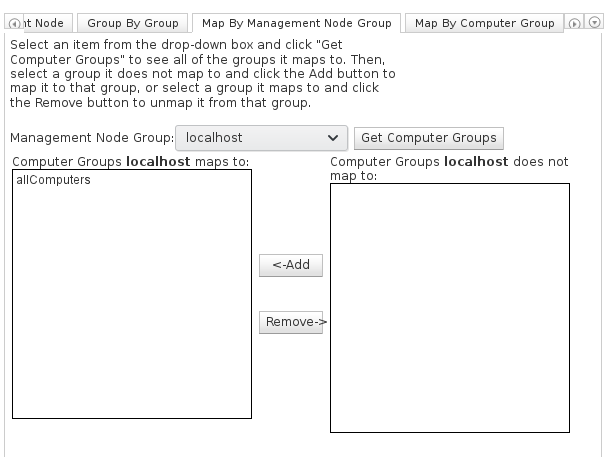 nt Node
Group By Group
Map By Management Node Group
Map By Computer Group
Select an item from the drop-down box and click "Get
Computer Groups" to see all of the groups it maps to. Then,
select a group it does not map to and click the Add button to
map it to that group, or select a group it maps to and click
the Remove button to unmap it from that group.
Management Node Group: localhost Get Computer Groups
Computer Groups localhost maps to:
allComputers
Computer Groups localhost does not
map to:
<-Add
Remove->